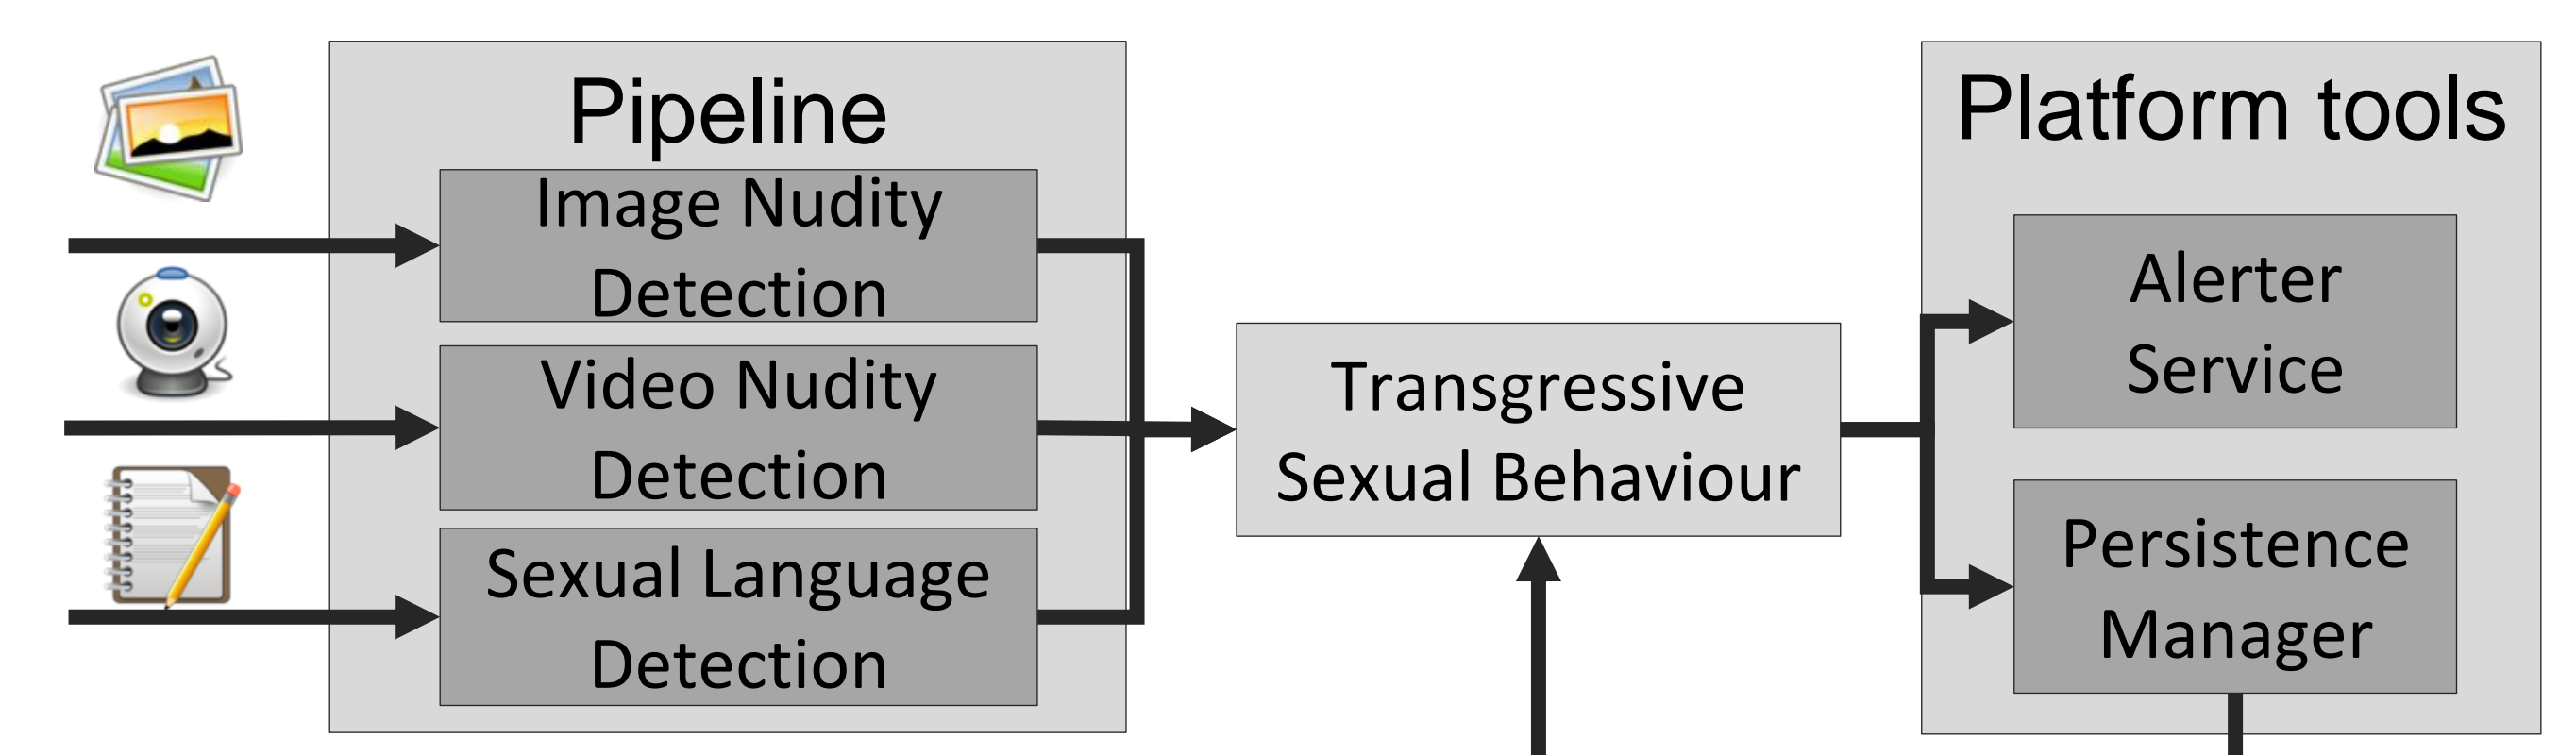 Pipeline
Image Nudity
Detection
Video Nudity
Detection
Sexual Language
Detection
Transgressive
Sexual Behaviour
Platform tools
Alerter
Service
Persistence
Manager